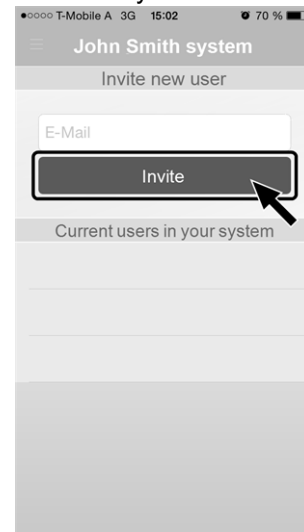 ●○○○○ T-Mobile A 3G 15:02 70 %
John Smith system
Invite new user
E-Mail
Invite
Current users in your system